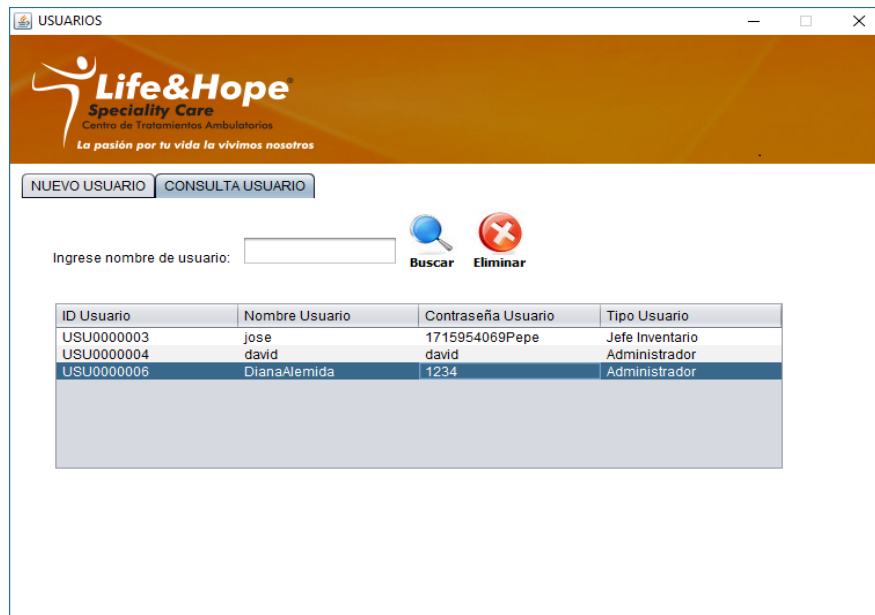 USUARIOS
Life&Hope®
Speciality Care
Centro de Tratamientos Ambulatorios
La pasión por tu vida la vivimos nosotros
NUEVO USUARIO CONSULTA USUARIO
Ingrese nombre de usuario: Buscar Eliminar
ID Usuario Nombre Usuario Contraseña Usuario Tipo Usuario
USU0000003 jose 1715954069Pepe Jefe Inventario
USU0000004 david david Administrador
USU0000006 DianaAlemida 1234 Administrador